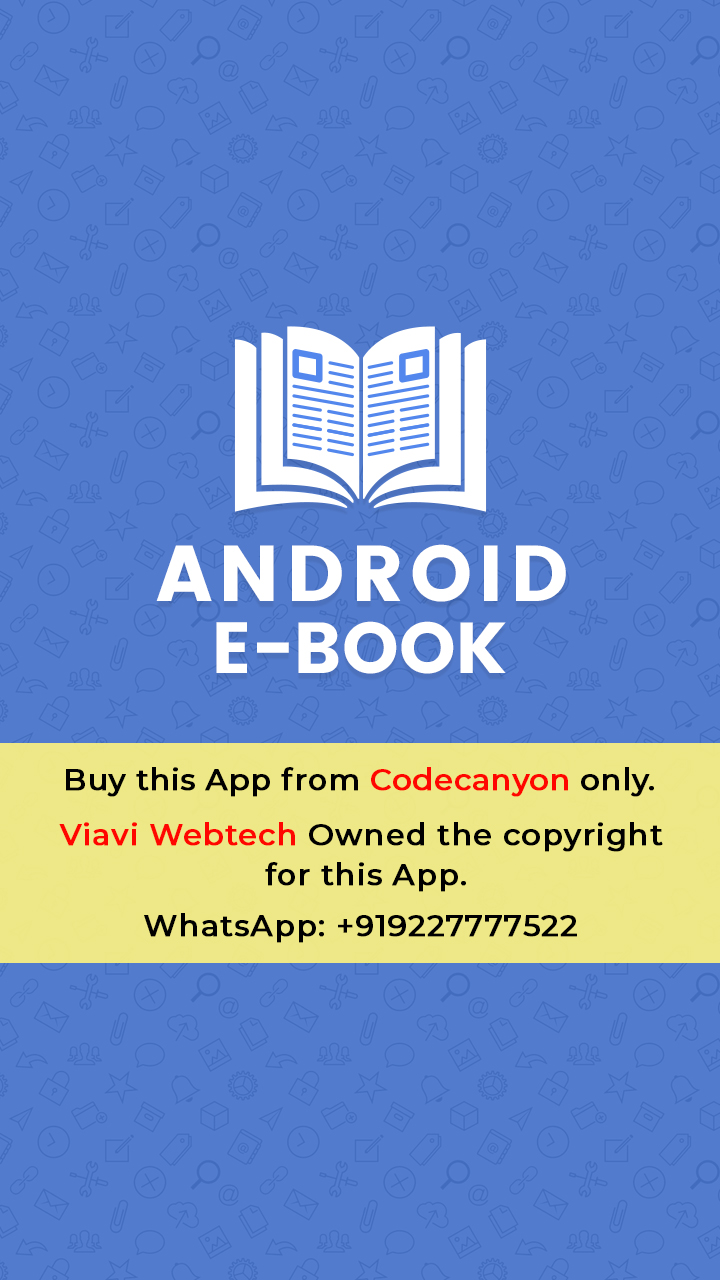 ANDROID
E-BOOK
Buy this App from Codecanyon only.
Viavi Webtech Owned the copyright
for this App.
WhatsApp: +919227777522